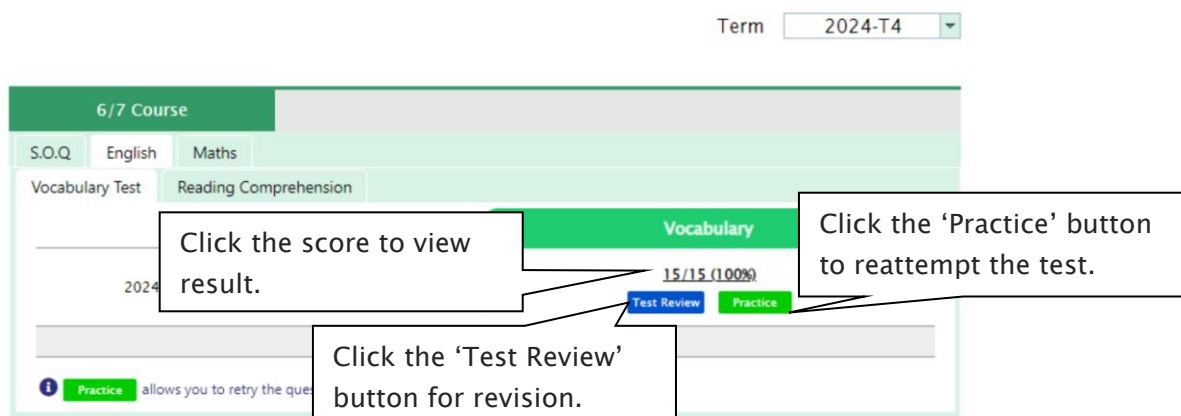 Term 2024-T4
6/7 Course
S.O.Q English Maths
Vocabulary Test Reading Comprehension
Vocabulary
Click the score to view
result.
Click the ‘Practice’ button
to reattempt the test.
2024
15/15 (100%)
Test Review Practice
Click the ‘Test Review’
button for revision.
Practice allows you to retry the